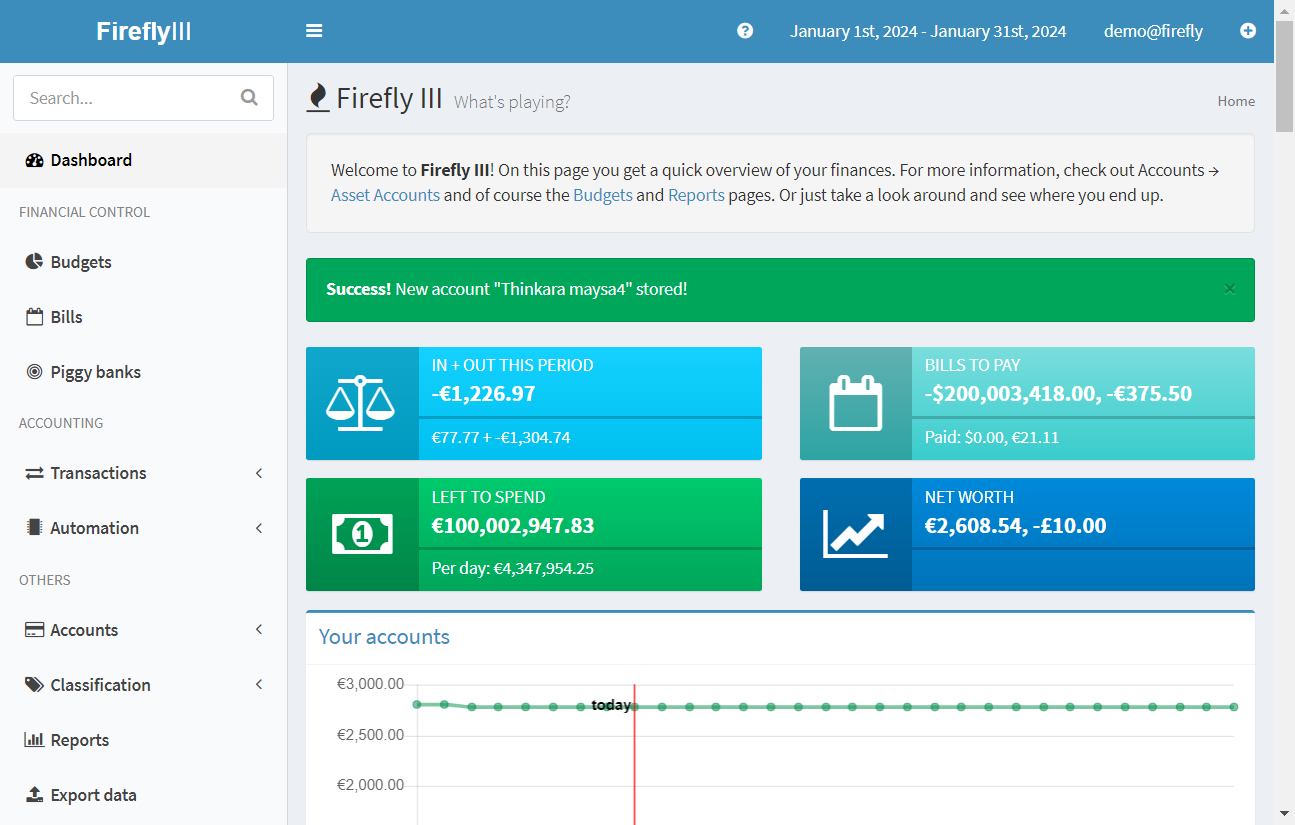 FireflyIII
January 1st, 2024 - January 31st, 2024
demo@firefly
Search...
Dashboard
FINANCIAL CONTROL
Budgets
Bills
Piggy banks
ACCOUNTING
Transactions
Automation
OTHERS
Accounts
Classification
Reports
Export data
Firefly III What's playing?
Home
Welcome to Firefly III! On this page you get a quick overview of your finances. For more information, check out Accounts →
Asset Accounts and of course the Budgets and Reports pages. Or just take a look around and see where you end up.
Success! New account "Thinkara maysa4" stored!
×
IN + OUT THIS PERIOD
-€1,226.97
€77.77 + -€1,304.74
BILLS TO PAY
-$200,003,418.00, -€375.50
Paid: $0.00, €21.11
1
LEFT TO SPEND
€100,002,947.83
Per day: €4,347,954.25
NET WORTH
€2,608.54, -£10.00
Your accounts
€3,000.00
today
€2,500.00
€2,000.00